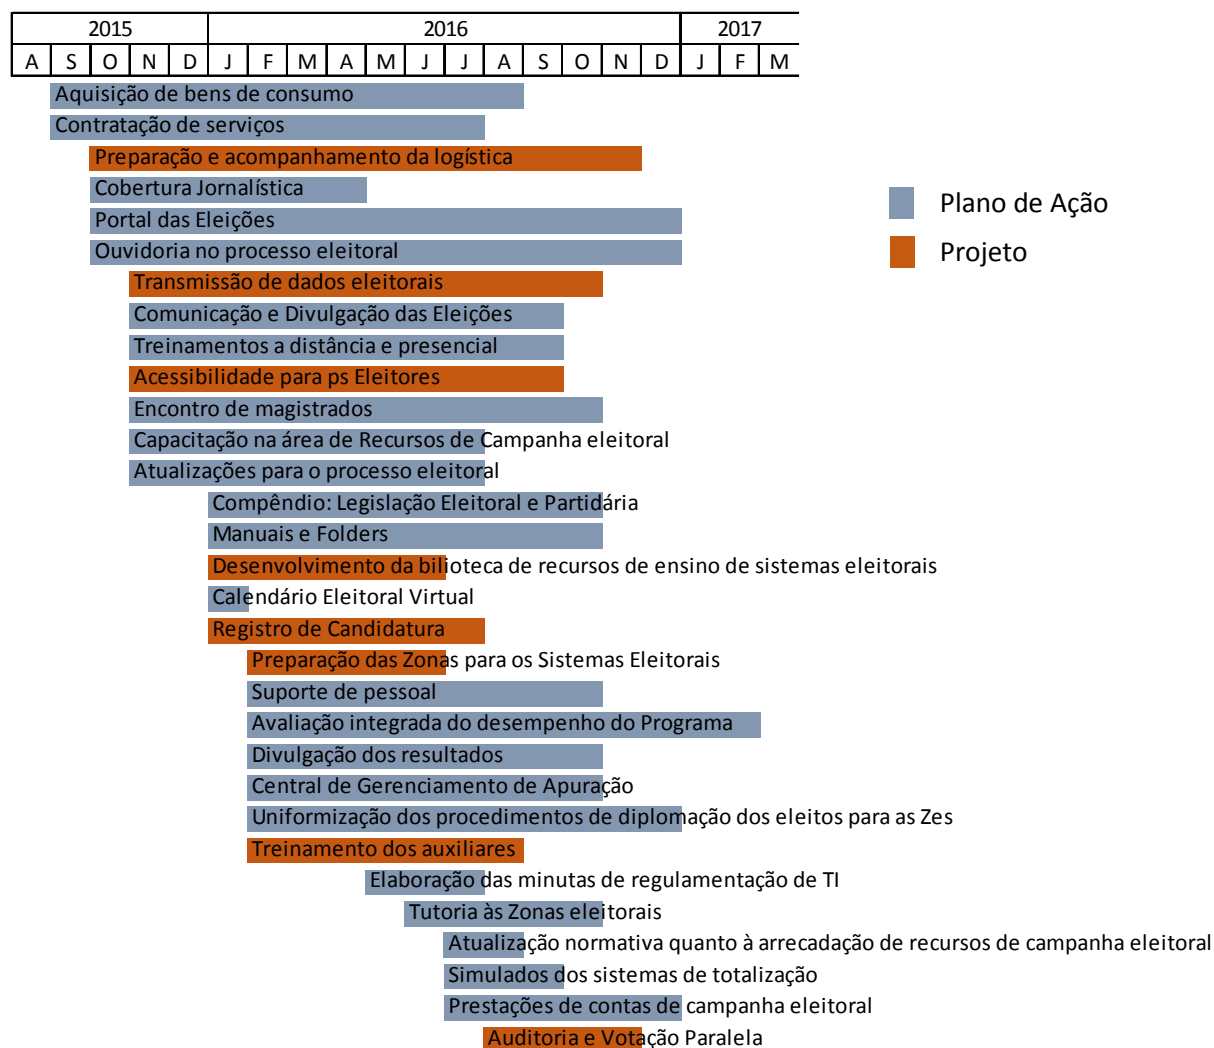 2015 2016 2017
A S O N D J F M A M J J A S O N D J F M
Aquisição de bens de consumo
Contratação de serviços
Preparação e acompanhamento da logística
Cobertura Jornalística
Plano de Ação
Portal das Eleições
Ouvidoria no processo eleitoral
Projeto
Transmissão de dados eleitorais
Comunicação e Divulgação das Eleições
Treinamentos a distância e presencial
Acessibilidade para ps Eleitores
Encontro de magistrados
Capacitação na área de Recursos de Campanha eleitoral
Atualizações para o processo eleitoral
Compêndio: Legislação Eleitoral e Partidária
Manuais e Folders
Desenvolvimento da bilioteca de recursos de ensino de sistemas eleitorais
Calendário Eleitoral Virtual
Registro de Candidatura
Preparação das Zonas para os Sistemas Eleitorais
Suporte de pessoal
Avaliação integrada do desempenho do Programa
Divulgação dos resultados
Central de Gerenciamento de Apuração
Uniformização dos procedimentos de diplomação dos eleitos para as Zes
Treinamento dos auxiliares
Elaboração das minutas de regulamentação de TI
Tutoria às Zonas eleitorais
Atualização normativa quanto à arrecadação de recursos de campanha eleitoral
Simulados dos sistemas de totalização
Prestações de contas de campanha eleitoral
Auditoria e Votação Paralela